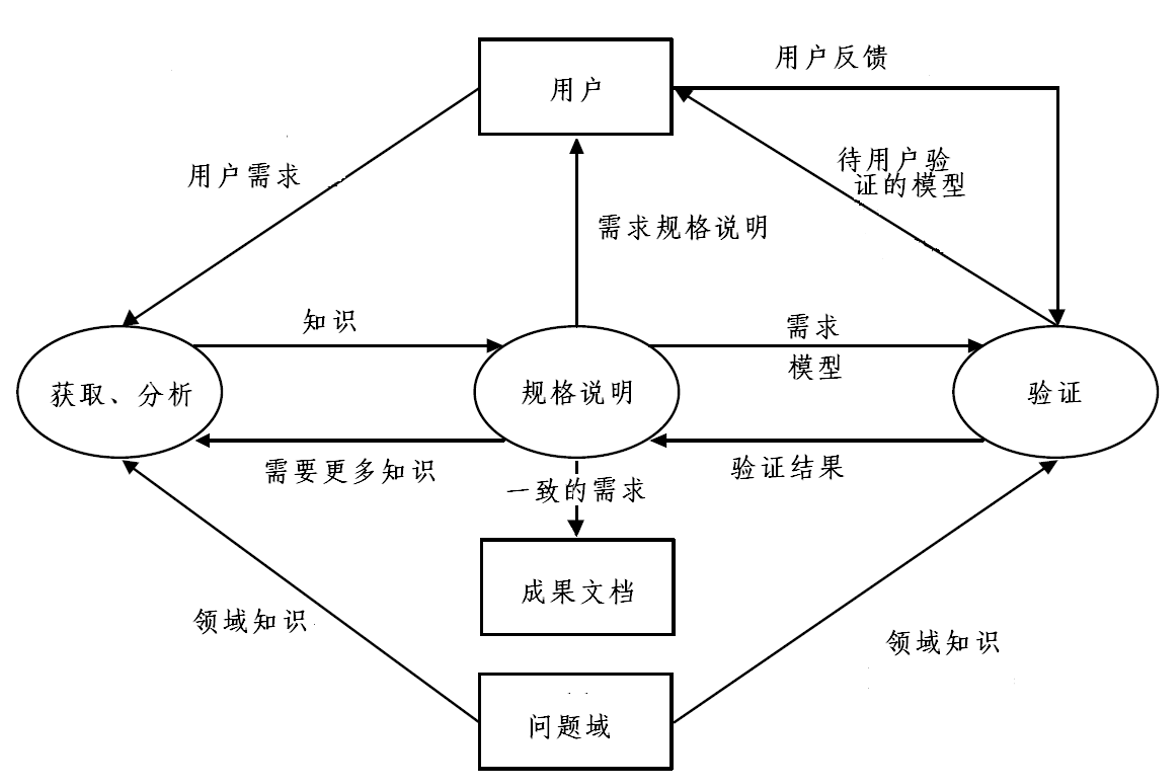 用户
用户反馈
用户需求
待用户验
证的模型
需求规格说明
知识
需求
模型
获取、分析
规格说明
验证
需要更多知识
验证结果
一致的需求
成果文档
领域知识
领域知识
问题域